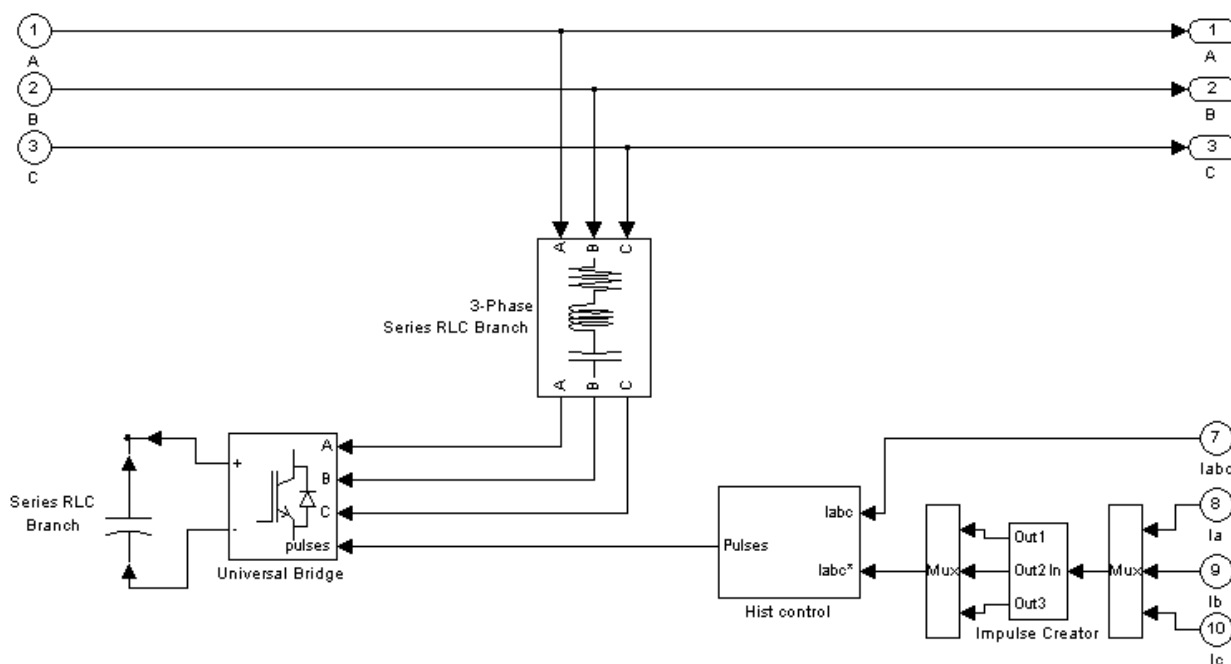 1
A
1
A
2
B
2
B
3
C
3
C
A B C
3-Phase
Series RLC Branch
A B C
Series RLC
Branch
+
-
A
B
C
pulses
Universal Bridge
Pulses
Iabc
Iabc*
Hist control
Mux
Out1
Out2 In
Out3
Impulse Creator
Mux
7
Iabc
8
Ia
9
Ib
10
Ic